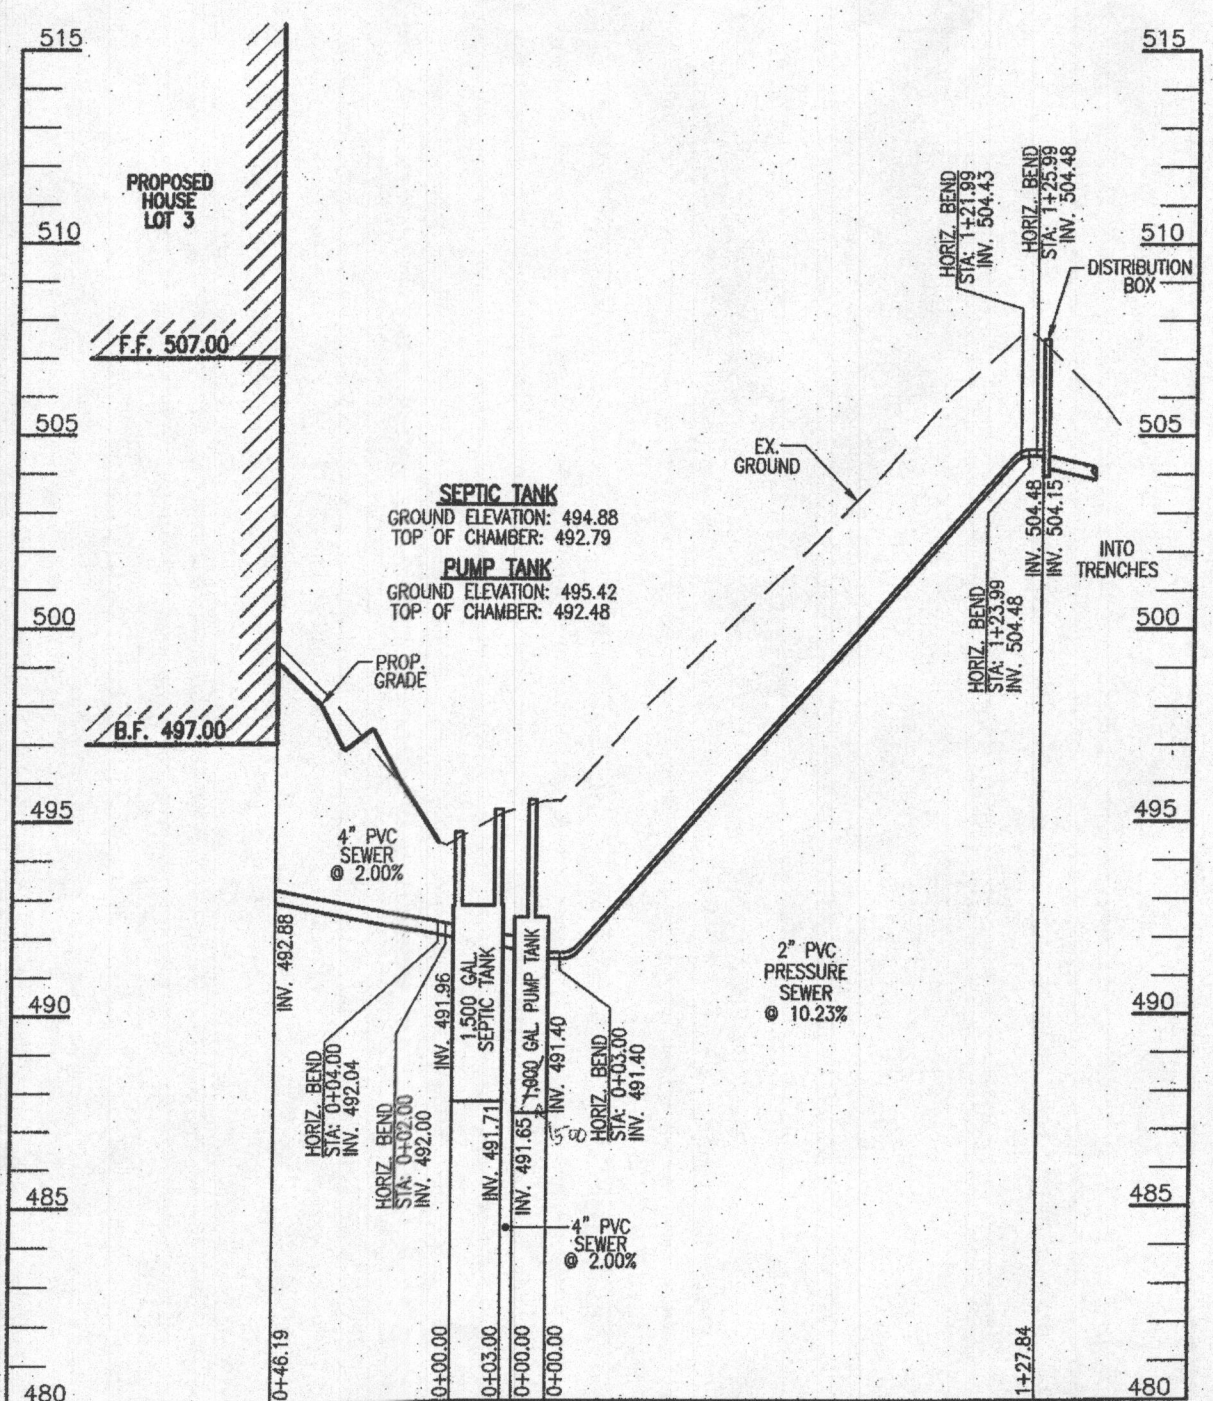 515
515
PROPOSED
HOUSE
LOT 3
HORIZ. BEND
STA: 1+21.99
INV. 504.43
HORIZ. BEND
STA: 1+25.99
INV. 504.48
510
510
DISTRIBUTION
BOX
F.F. 507.00
505
505
EX.
GROUND
SEPTIC TANK
GROUND ELEVATION: 494.88
TOP OF CHAMBER: 492.79
PUMP TANK
GROUND ELEVATION: 495.42
TOP OF CHAMBER: 492.48
INV. 504.48
INV. 504.15
INTO
TRENCHES
HORIZ. BEND
STA: 1+23.99
INV. 504.48
500
500
PROP.
GRADE
B.F. 497.00
495
495
4" PVC
SEWER
@ 2.00%
INV. 492.88
INV. 491.96
1,500 GAL.
SEPTIC TANK
1,000 GAL. PUMP TANK
INV. 491.40
2" PVC
PRESSURE
SEWER
@ 10.23%
490
490
HORIZ. BEND
STA: 0+04.00
INV. 492.04
HORIZ. BEND
STA: 0+02.00
INV. 492.00
HORIZ. BEND
STA: 0+03.00
INV. 491.40
1500
INV. 491.71
INV. 491.65
485
485
4" PVC
SEWER
@ 2.00%
0+46.19
0+00.00
0+03.00
0+00.00
0+00.00
1+27.84
480
480